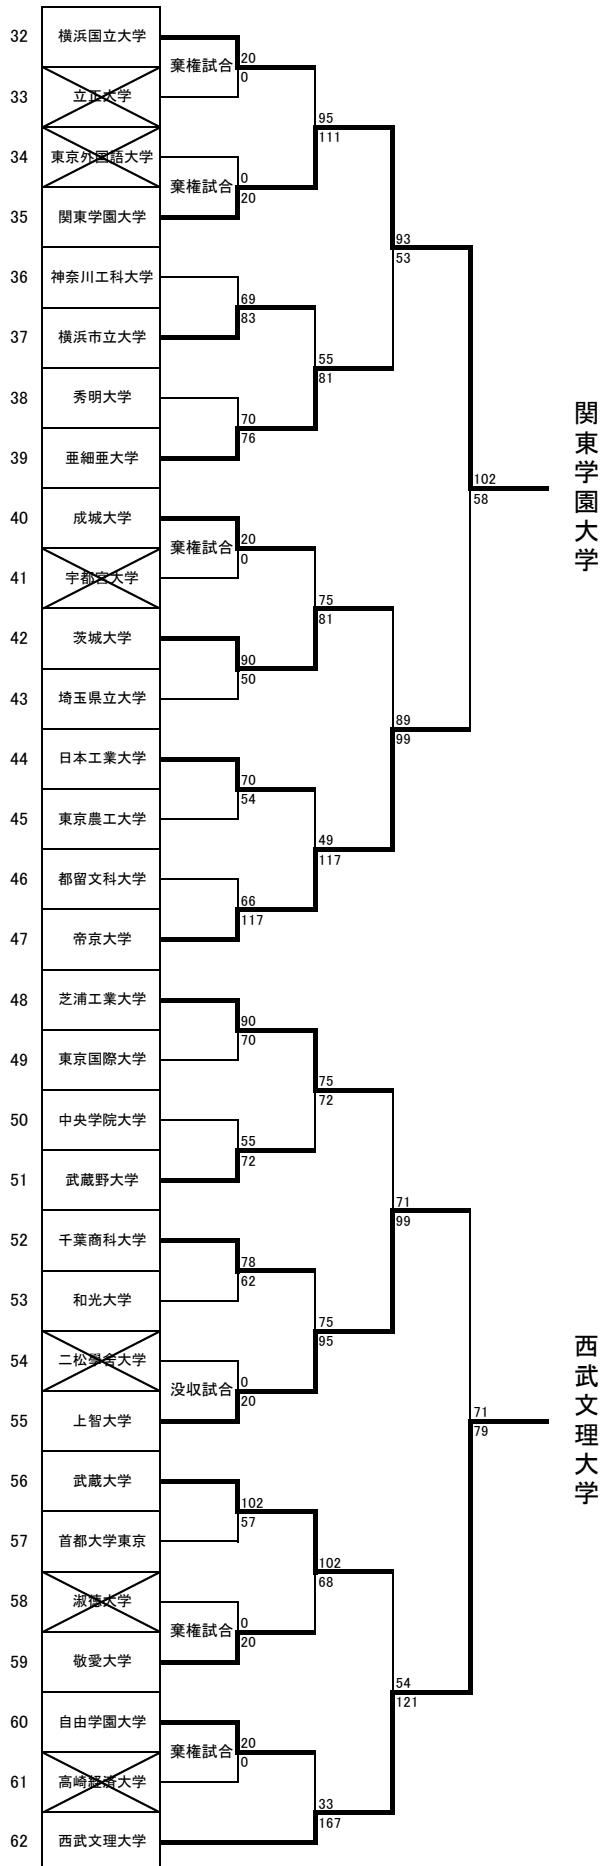 32 横浜国立大学
20
棄権試合
0
33 立正大学
95
111
34 東京外国語大学
0
棄権試合
20
35 関東学園大学
93
53
36 神奈川工科大学
69
83
37 横浜市立大学
55
81
38 秀明大学
70
76
39 亜細亜大学
102
58
関東学園大学
40 成城大学
20
棄権試合
0
41 宇都宮大学
75
81
42 茨城大学
90
50
43 埼玉県立大学
89
99
44 日本工業大学
70
54
45 東京農工大学
49
117
46 都留文科大学
66
117
47 帝京大学
48 芝浦工業大学
90
70
49 東京国際大学
75
72
50 中央学院大学
55
72
51 武蔵野大学
71
99
52 千葉商科大学
78
62
53 和光大学
75
95
54 二松學舍大学
0
没収試合
20
55 上智大学
71
79
西武文理大学
56 武蔵大学
102
57
57 首都大学東京
102
68
58 淑徳大学
0
棄権試合
20
59 敬愛大学
54
121
60 自由学園大学
20
棄権試合
0
61 高崎経済大学
33
167
62 西武文理大学